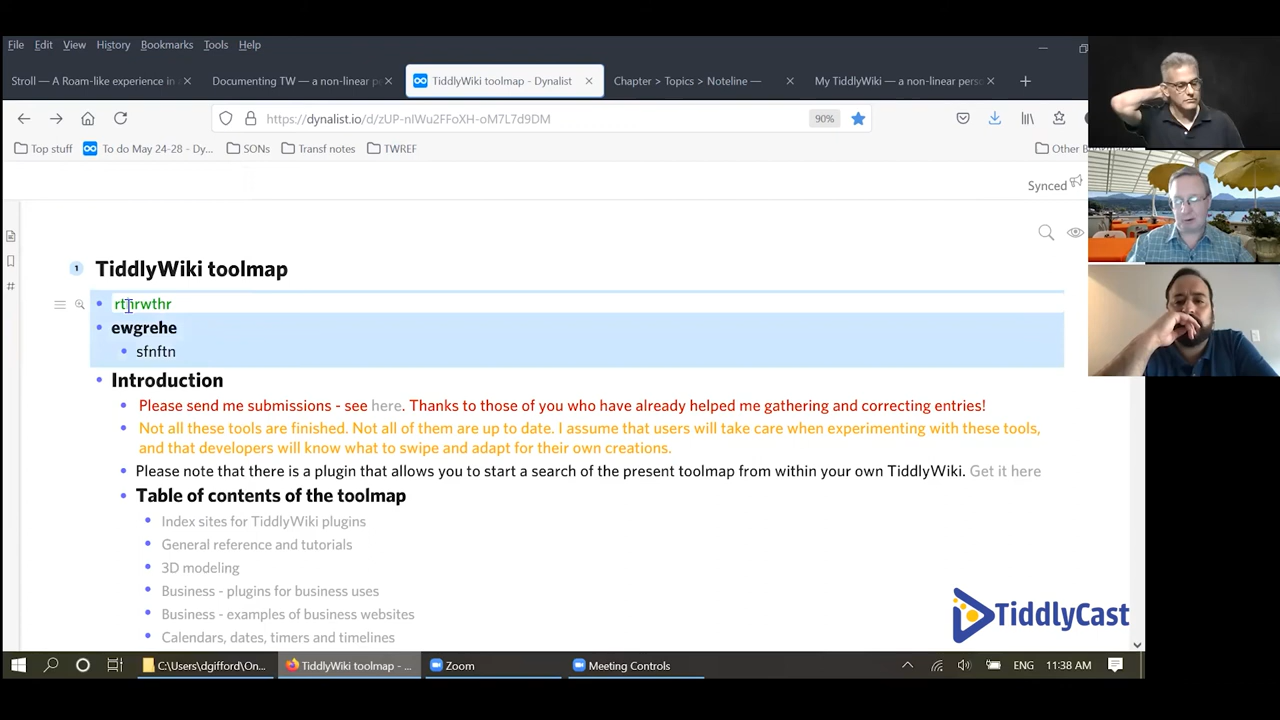 File Edit View History Bookmarks Tools Help
Stroll — A Roam-like experience in a Documenting TW — a non-linear pe TiddlyWiki toolmap - Dynalist Chapter > Topics > Noteline — My TiddlyWiki — a non-linear perso
https://dynalist.io/d/zUP-nIWu2FFoXH-oM7L7d9DM 90%
Top stuff To do May 24-28 - Dy... SONs Transf notes TWREF Other
Synced
1 TiddlyWiki toolmap
ewgrehe
sfnftn
Introduction
Please send me submissions - see here. Thanks to those of you who have already helped me gathering and correcting entries!
Not all these tools are finished. Not all of them are up to date. I assume that users will take care when experimenting with these tools,
and that developers will know what to swipe and adapt for their own creations.
Please note that there is a plugin that allows you to start a search of the present toolmap from within your own TiddlyWiki. Get it here
Table of contents of the toolmap
Index sites for TiddlyWiki plugins
General reference and tutorials
3D modeling
Business - plugins for business uses
Business - examples of business websites
Calendars, dates, timers and timelines
TiddlyCast
C:\Users\dgifford\On... TiddlyWiki toolmap - ... Zoom Meeting Controls ENG 11:38 AM